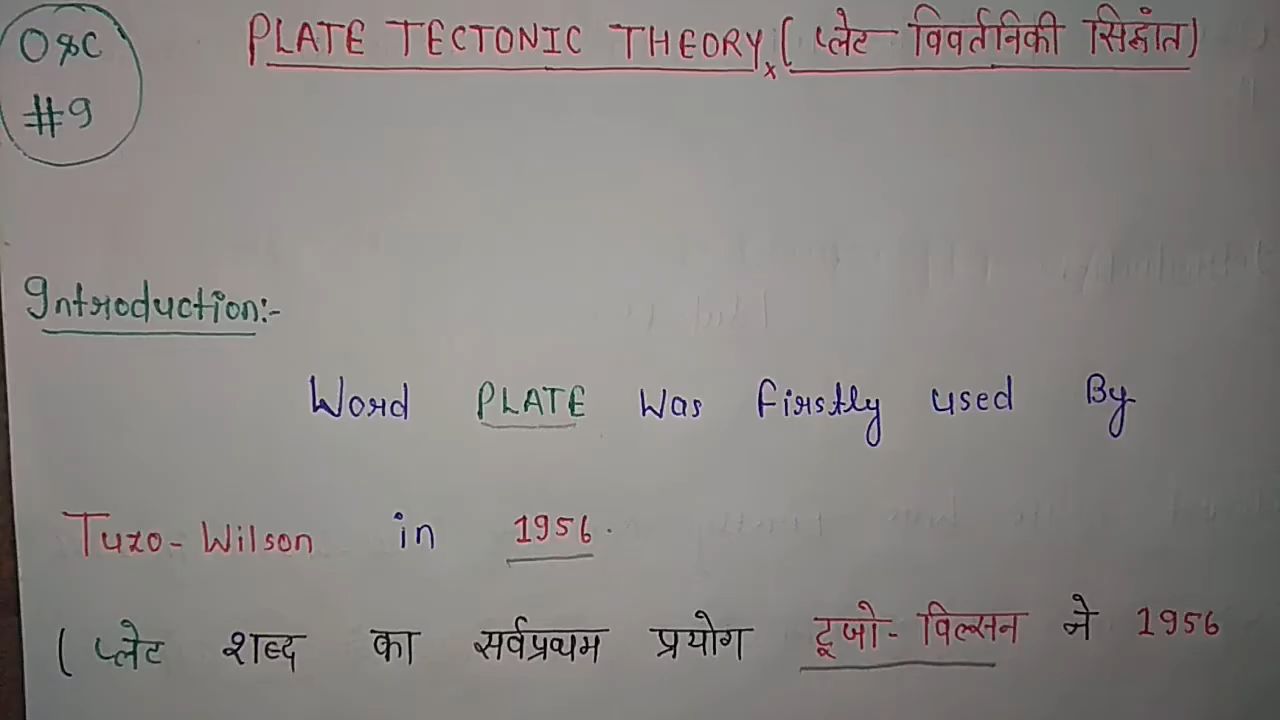 O&C
#9
PLATE TECTONIC THEORY (प्लेट विवर्तनिकी सिद्धांत)
Introduction:-
Word PLATE was firstly used By
Tuzo-Wilson in 1956.
(प्लेट शब्द का सर्वप्रथम प्रयोग टूजो-विल्सन ने 1956